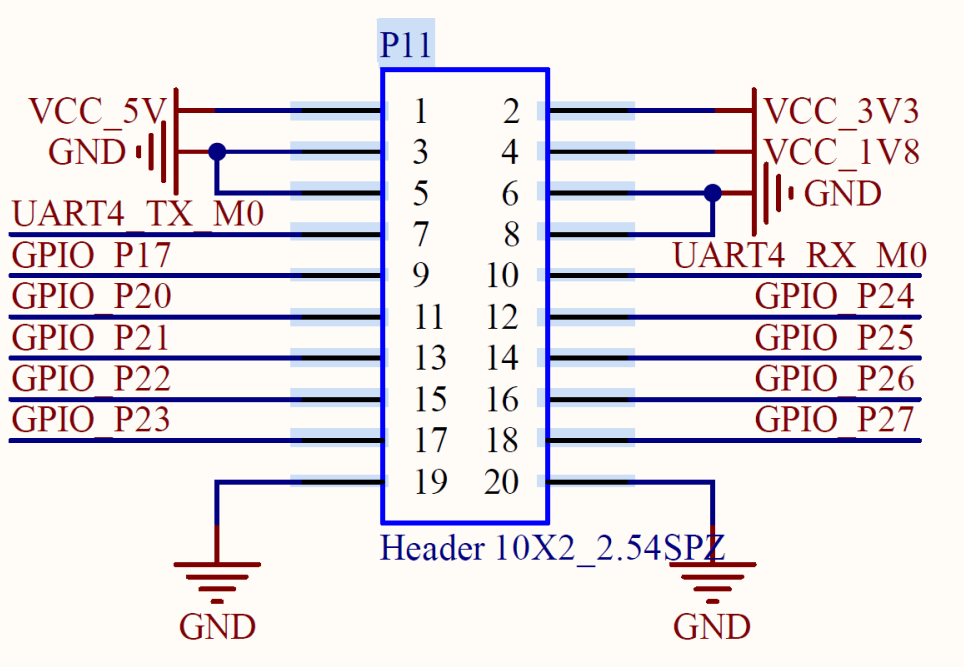 P11
VCC_5V 1 2 VCC_3V3
GND 3 4 VCC_1V8
5 6 GND
UART4_TX_M0 7 8
GPIO_P17 9 10 UART4_RX_M0
GPIO_P20 11 12 GPIO_P24
GPIO_P21 13 14 GPIO_P25
GPIO_P22 15 16 GPIO_P26
GPIO_P23 17 18 GPIO_P27
19 20
Header 10X2_2.54SPZ
GND GND